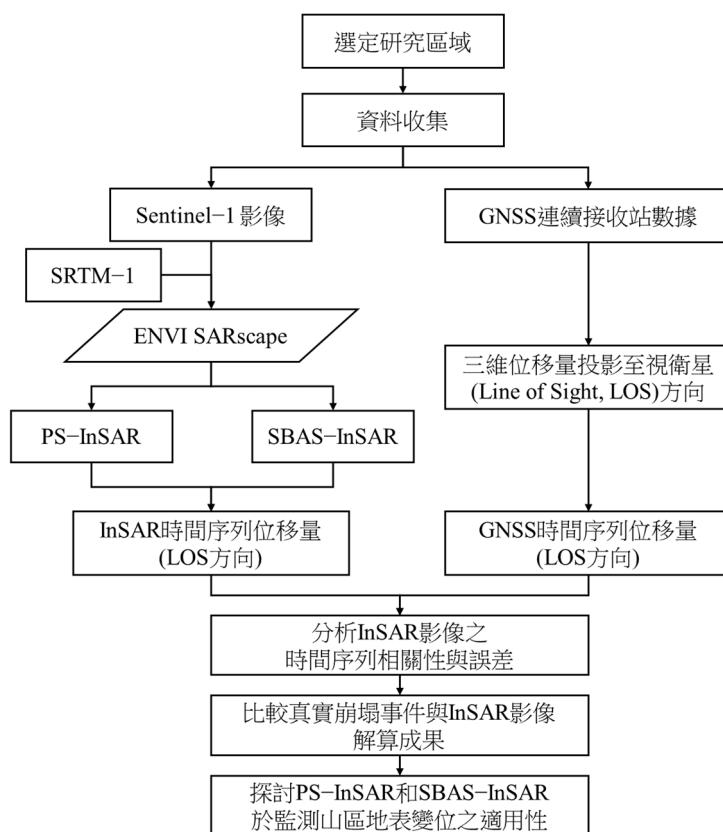 選定研究區域
資料收集
Sentinel−1 影像
GNSS連續接收站數據
SRTM−1
ENVI SARscape
三維位移量投影至視衛星
(Line of Sight, LOS)方向
PS−InSAR
SBAS−InSAR
InSAR時間序列位移量
(LOS方向)
GNSS時間序列位移量
(LOS方向)
分析InSAR影像之
時間序列相關性與誤差
比較真實崩塌事件與InSAR影像
解算成果
探討PS−InSAR和SBAS−InSAR
於監測山區地表變位之適用性